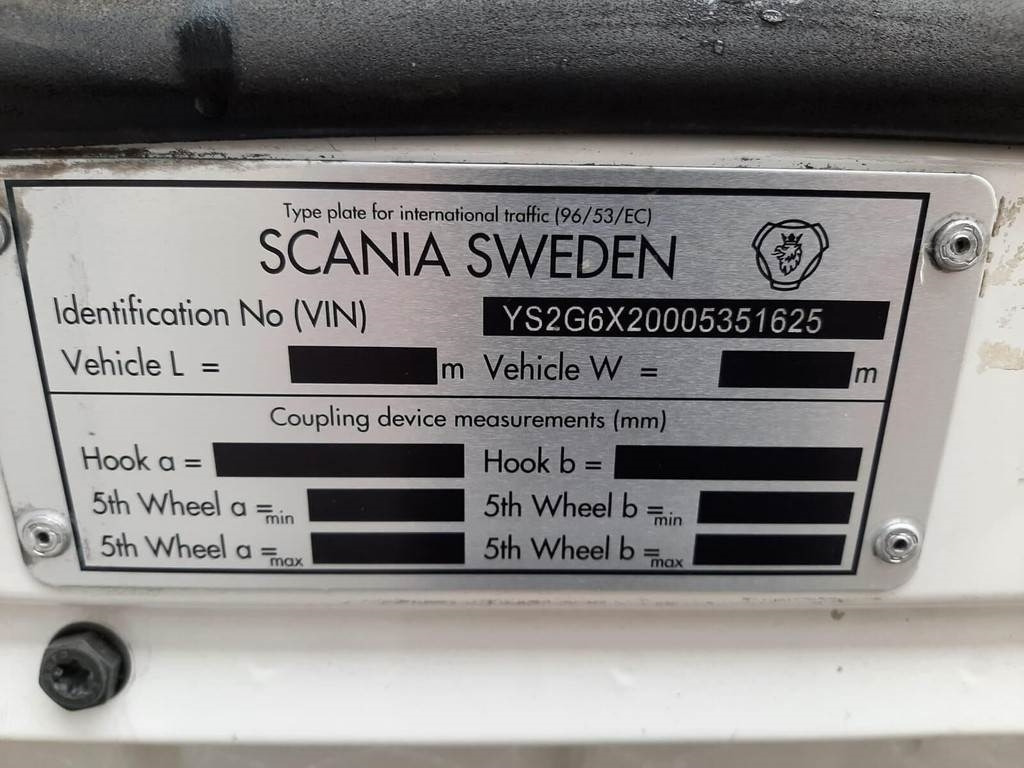 Type plate for international traffic (96/53/EC)
SCANIA SWEDEN
Identification No (VIN) YS2G6X20005351625
Vehicle L = m Vehicle W = m
Coupling device measurements (mm)
Hook a = Hook b =
5th Wheel a =min 5th Wheel b =min
5th Wheel a =max 5th Wheel b =max